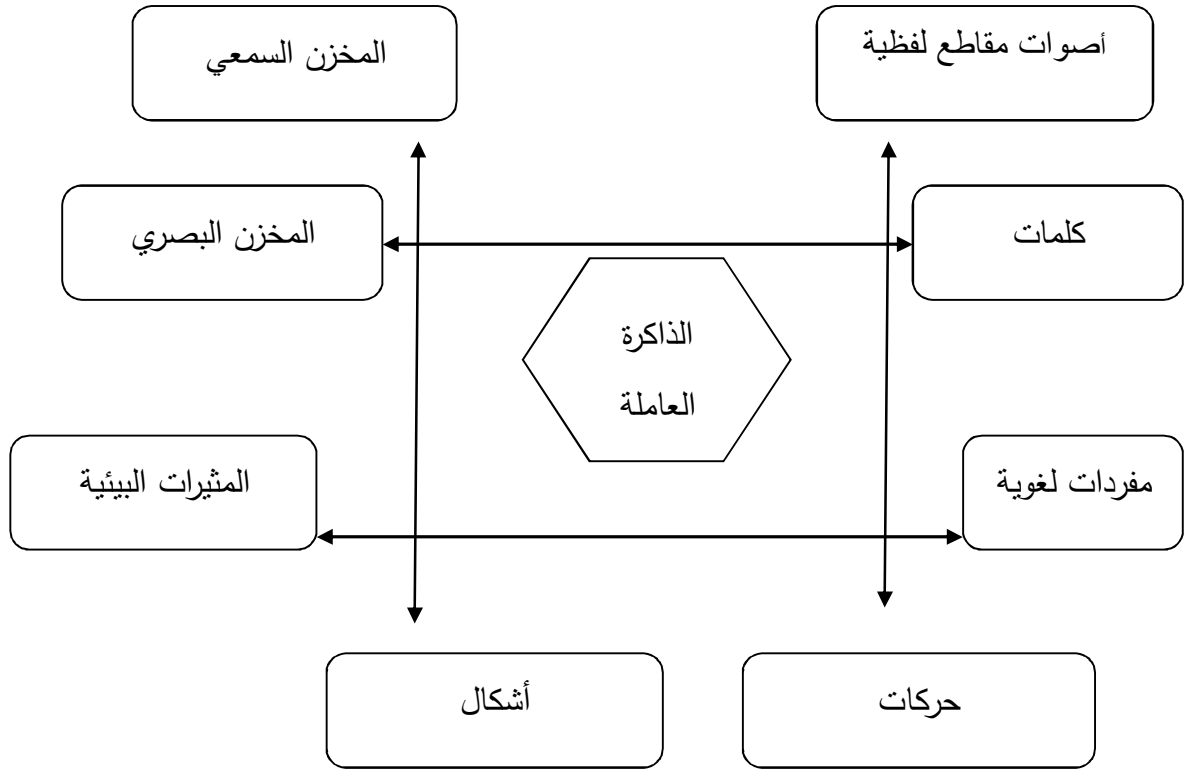 أصوات مقاطع لفظية
المخزن السمعي
كلمات
المخزن البصري
الذاكرة
العاملة
مفردات لغوية
المثيرات البيئية
حركات
أشكال